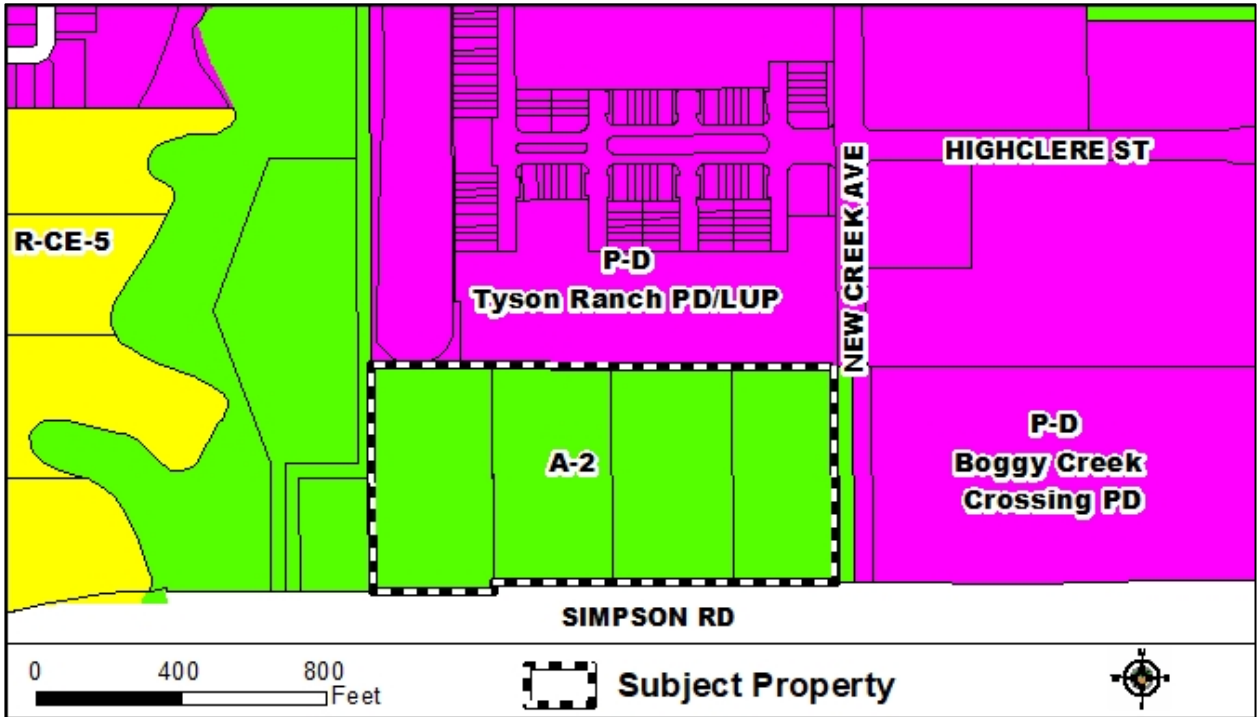 HIGHCLERE ST
NEW CREEK AVE
R-CE-5
P-D
Tyson Ranch PD/LUP
P-D
Boggy Creek
Crossing PD
A-2
SIMPSON RD
0 400 800
Feet
Subject Property
N